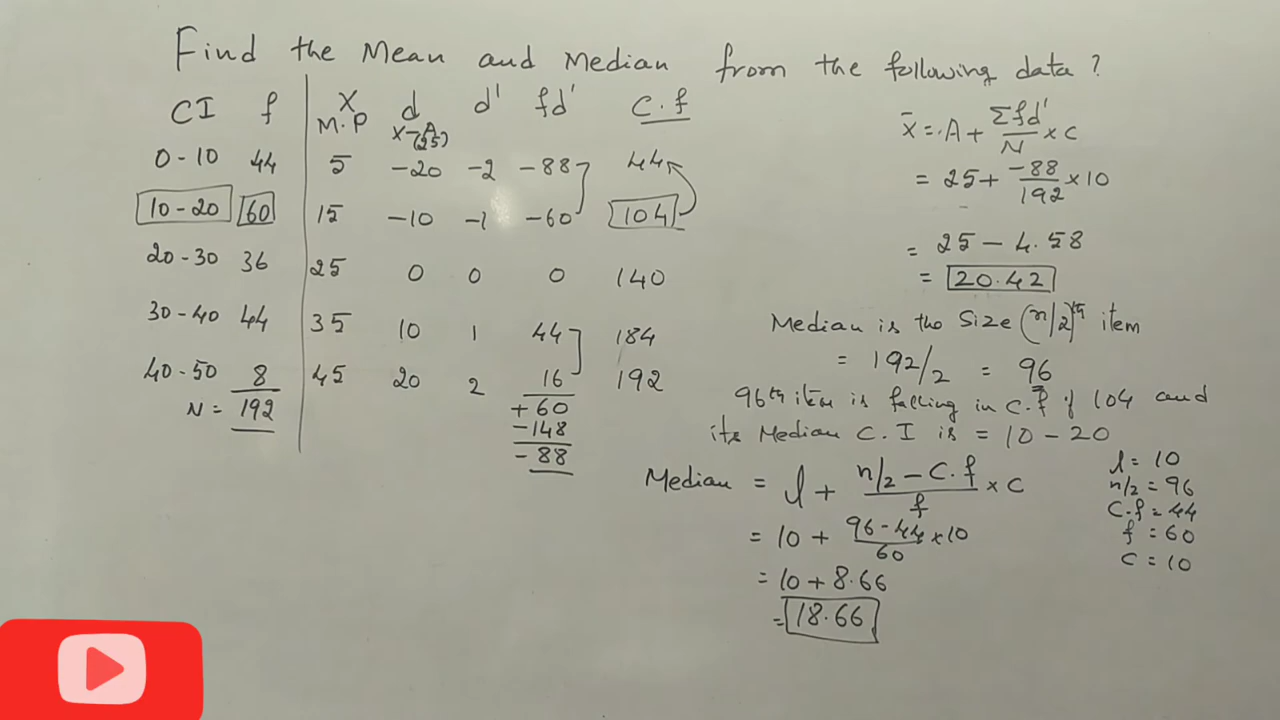 Find the Mean and Median from the following data ?
CI f X M.P d X-A (25) d' fd' C.f
0-10 44 5 -20 -2 -88 44
10-20 60 15 -10 -1 -60 104
20-30 36 25 0 0 0 140
30-40 44 35 10 1 44 184
40-50 8 45 20 2 16 192
N = 192
+60
-148
-88
x̄ = A + Σfd'/N × C
= 25 + -88/192 × 10
= 25 - 4.58
= 20.42
Median is the Size (n/2)th item
= 192/2 = 96
96th item is falling in C.f of 104 and
its Median C.I is = 10-20
Median = l + n/2 - C.f/f × C
= 10 + 96-44/60 × 10
= 10 + 8.66
= 18.66
l = 10
n/2 = 96
C.f = 44
f = 60
C = 10